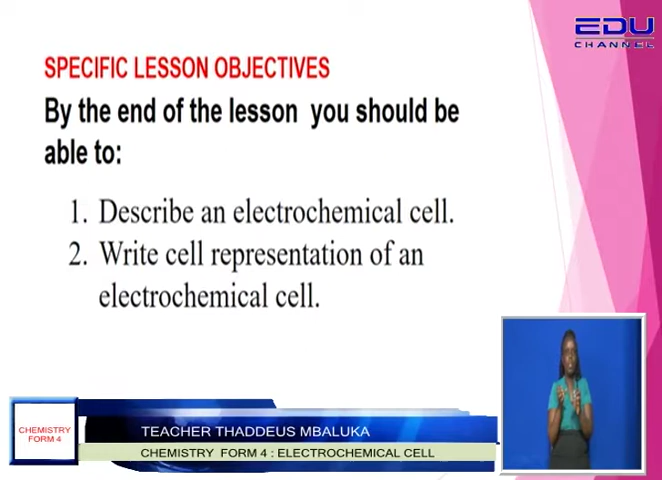 EDU
CHANNEL
SPECIFIC LESSON OBJECTIVES
By the end of the lesson you should be
able to:
1. Describe an electrochemical cell.
2. Write cell representation of an
electrochemical cell.
CHEMISTRY
FORM 4
TEACHER THADDEUS MBALUKA
CHEMISTRY FORM 4 : ELECTROCHEMICAL CELL